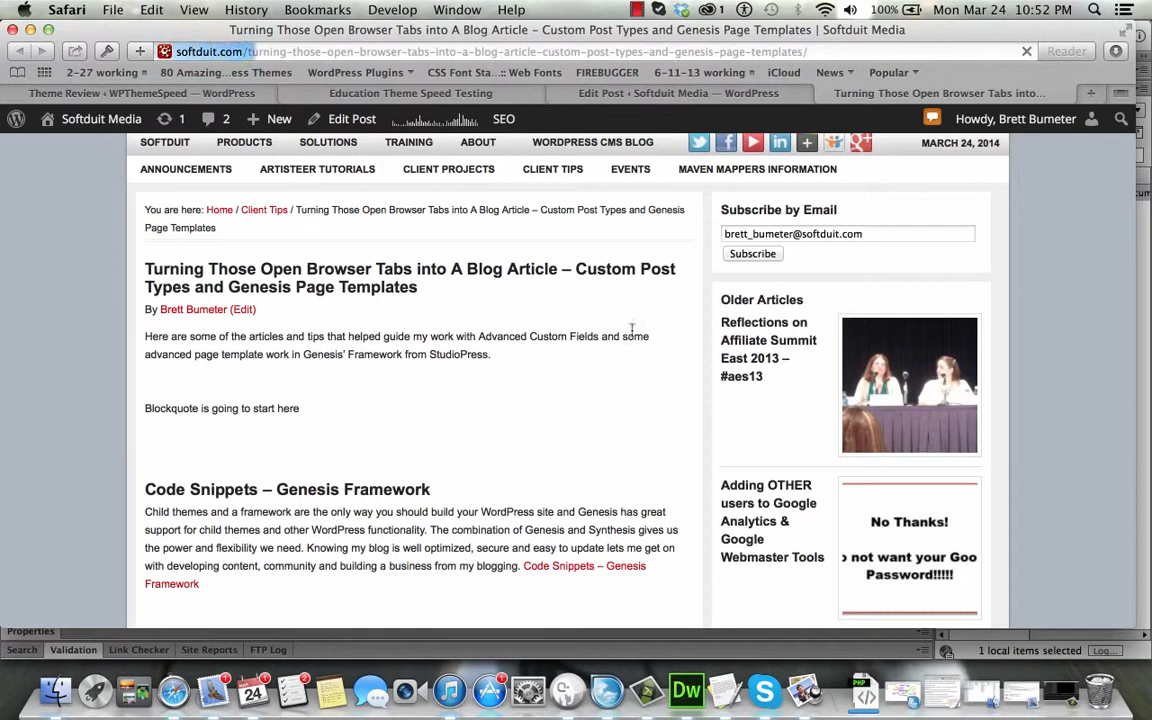 Safari File Edit View History Bookmarks Develop Window Help 1 100% Mon Mar 24 10:52 PM
Turning Those Open Browser Tabs into A Blog Article – Custom Post Types and Genesis Page Templates | Softduit Media
softduit.com/turning-those-open-browser-tabs-into-a-blog-article-custom-post-types-and-genesis-page-templates/ Reader
2-27 working 80 Amazing...ess Themes WordPress Plugins CSS Font Sta...:: Web Fonts FIREBUGGER 6-11-13 working iCloud News Popular
Theme Review ‹ WPThemeSpeed — WordPress Education Theme Speed Testing Edit Post ‹ Softduit Media — WordPress Turning Those Open Browser Tabs into...
Softduit Media 1 2 + New Edit Post SEO Howdy, Brett Bumeter
SOFTDUIT PRODUCTS SOLUTIONS TRAINING ABOUT WORDPRESS CMS BLOG MARCH 24, 2014
ANNOUNCEMENTS ARTISTEER TUTORIALS CLIENT PROJECTS CLIENT TIPS EVENTS MAVEN MAPPERS INFORMATION
You are here: Home / Client Tips / Turning Those Open Browser Tabs into A Blog Article – Custom Post Types and Genesis
Page Templates
Turning Those Open Browser Tabs into A Blog Article – Custom Post
Types and Genesis Page Templates
By Brett Bumeter (Edit)
Here are some of the articles and tips that helped guide my work with Advanced Custom Fields and some
advanced page template work in Genesis' Framework from StudioPress.
Blockquote is going to start here
Code Snippets – Genesis Framework
Child themes and a framework are the only way you should build your WordPress site and Genesis has great
support for child themes and other WordPress functionality. The combination of Genesis and Synthesis gives us
the power and flexibility we need. Knowing my blog is well optimized, secure and easy to update lets me get on
with developing content, community and building a business from my blogging. Code Snippets – Genesis
Framework
Subscribe by Email
brett_bumeter@softduit.com
Subscribe
Older Articles
Reflections on
Affiliate Summit
East 2013 –
#aes13
Adding OTHER
users to Google
Analytics &
Google
Webmaster Tools
No Thanks!
o not want your Goo
Password!!!!!
Properties
Search Validation Link Checker Site Reports FTP Log 1 local items selected Log...
24 2 1 Dw PHP